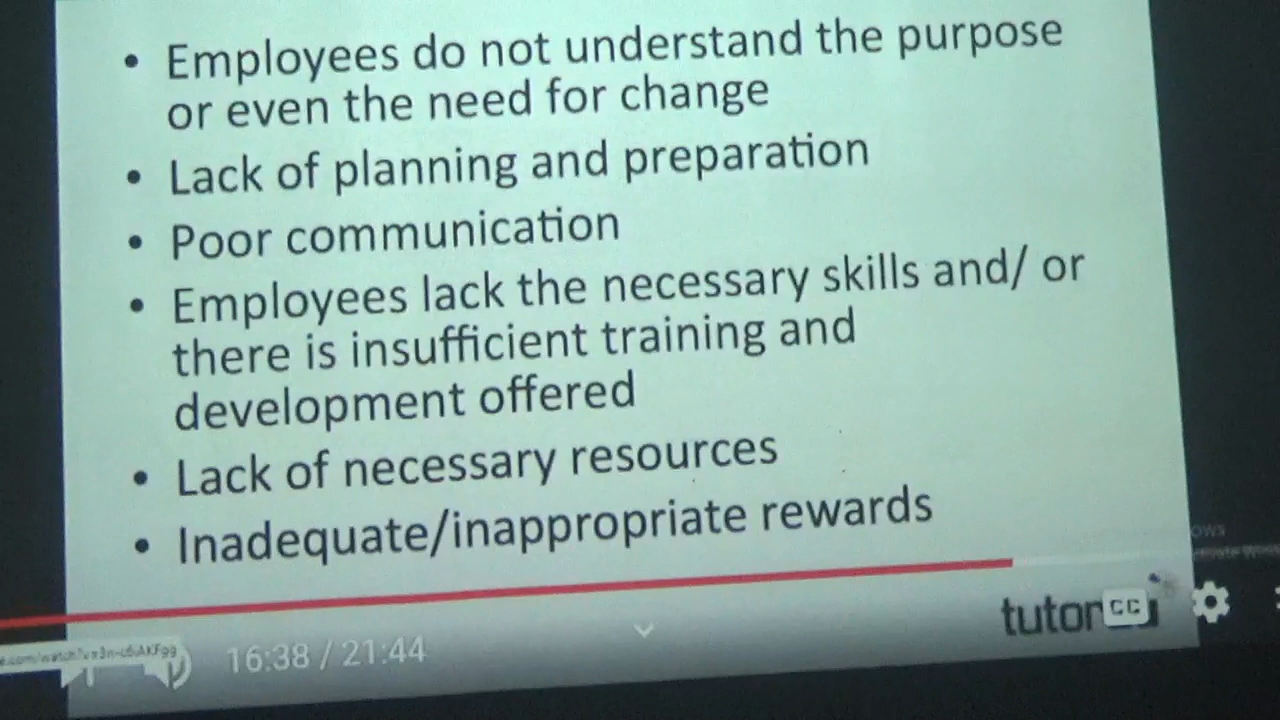 • Employees do not understand the purpose
or even the need for change
• Lack of planning and preparation
• Poor communication
• Employees lack the necessary skills and/ or
there is insufficient training and
development offered
• Lack of necessary resources
• Inadequate/inappropriate rewards
tutor
CC
16:38 / 21:44